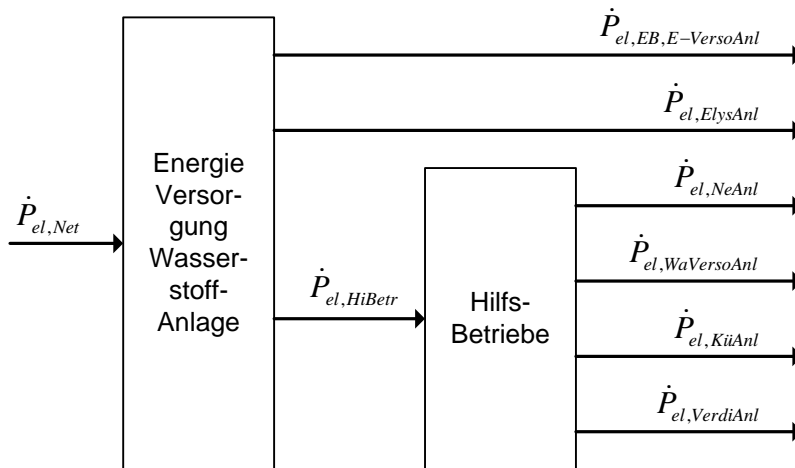 Ṗel,EB,E−VersoAnl
Ṗel,ElysAnl
Energie
Versor-
gung
Wasser-
stoff-
Anlage
Ṗel,Net
Ṗel,NeAnl
Ṗel,WaVersoAnl
Ṗel,HiBetr
Hilfs-
Betriebe
Ṗel,KüAnl
Ṗel,VerdiAnl